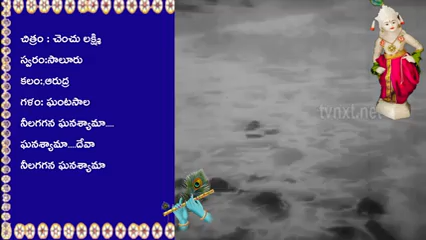 చిత్రం : చెంచు లక్ష్మి
స్వరం:సాలూరు
కలం:,ఆరుద్ర
గళం: ఘంటసాల
నీలగగన ఘనశ్యామా....
ఘనశ్యామా....దేవా
నీలగగన ఘనశ్యామా
tvnxt.net